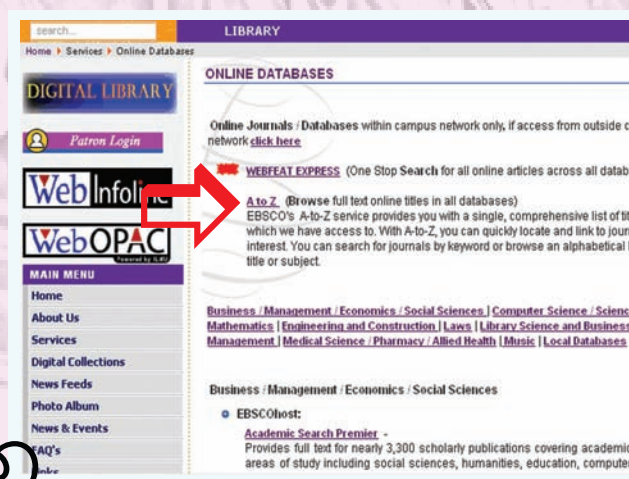 search...
LIBRARY
Home Services Online Databases
DIGITAL LIBRARY
Patron Login
Web Infoline
WebOPAC
Powered by ILMU
MAIN MENU
Home
About Us
Services
Digital Collections
News Feeds
Photo Album
News & Events
FAQ's
Links
ONLINE DATABASES
Online Journals / Databases within campus network only, if access from outside
network click here
WEBFEAT EXPRESS (One Stop Search for all online articles across all
A to Z (Browse full text online titles in all databases)
EBSCO's A-to-Z service provides you with a single, comprehensive list of
which we have access to. With A-to-Z, you can quickly locate and link to
interest. You can search for journals by keyword or browse an alphabetical
title or subject.
Business / Management / Economics / Social Sciences | Computer Science /
Mathematics | Engineering and Construction | Laws | Library Science and Business
Management | Medical Science / Pharmacy / Allied Health | Music | Local Databases
Business / Management / Economics / Social Sciences
EBSCOhost:
Academic Search Premier -
Provides full text for nearly 3,300 scholarly publications covering
areas of study including social sciences, humanities, education,